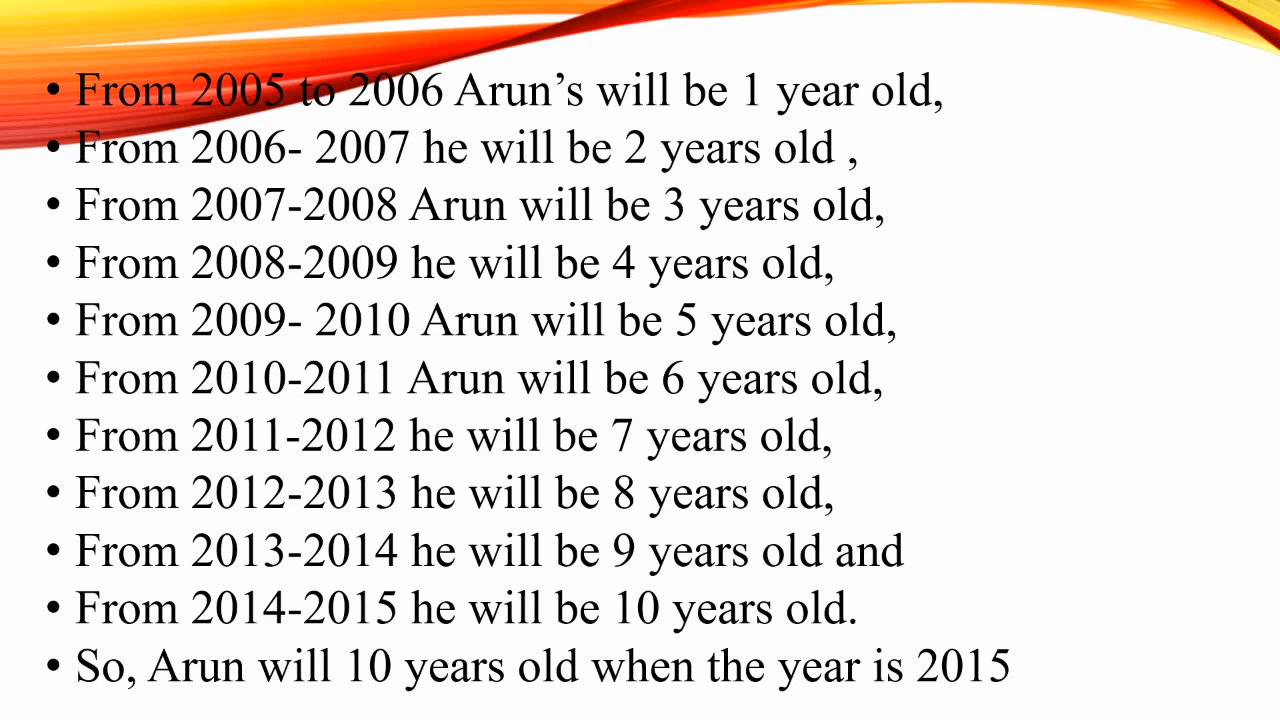 • From 2005 to 2006 Arun’s will be 1 year old,
• From 2006- 2007 he will be 2 years old ,
• From 2007-2008 Arun will be 3 years old,
• From 2008-2009 he will be 4 years old,
• From 2009- 2010 Arun will be 5 years old,
• From 2010-2011 Arun will be 6 years old,
• From 2011-2012 he will be 7 years old,
• From 2012-2013 he will be 8 years old,
• From 2013-2014 he will be 9 years old and
• From 2014-2015 he will be 10 years old.
• So, Arun will 10 years old when the year is 2015